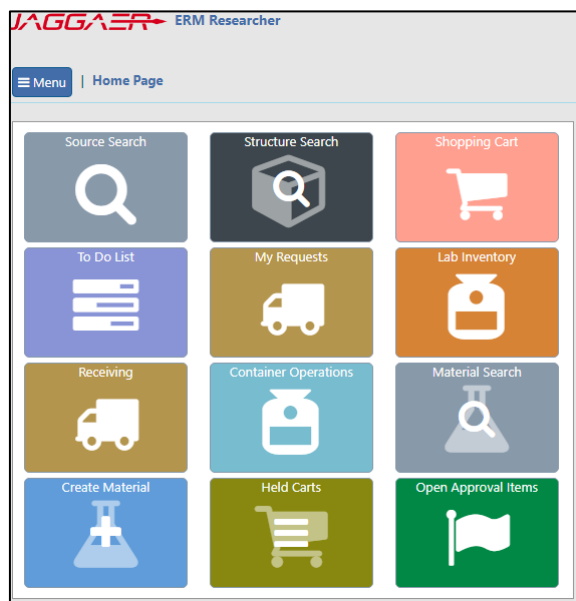 JAGGAER ERM Researcher
Menu | Home Page
Source Search
Structure Search
Shopping Cart
To Do List
My Requests
Lab Inventory
Receiving
Container Operations
Material Search
Create Material
Held Carts
Open Approval Items